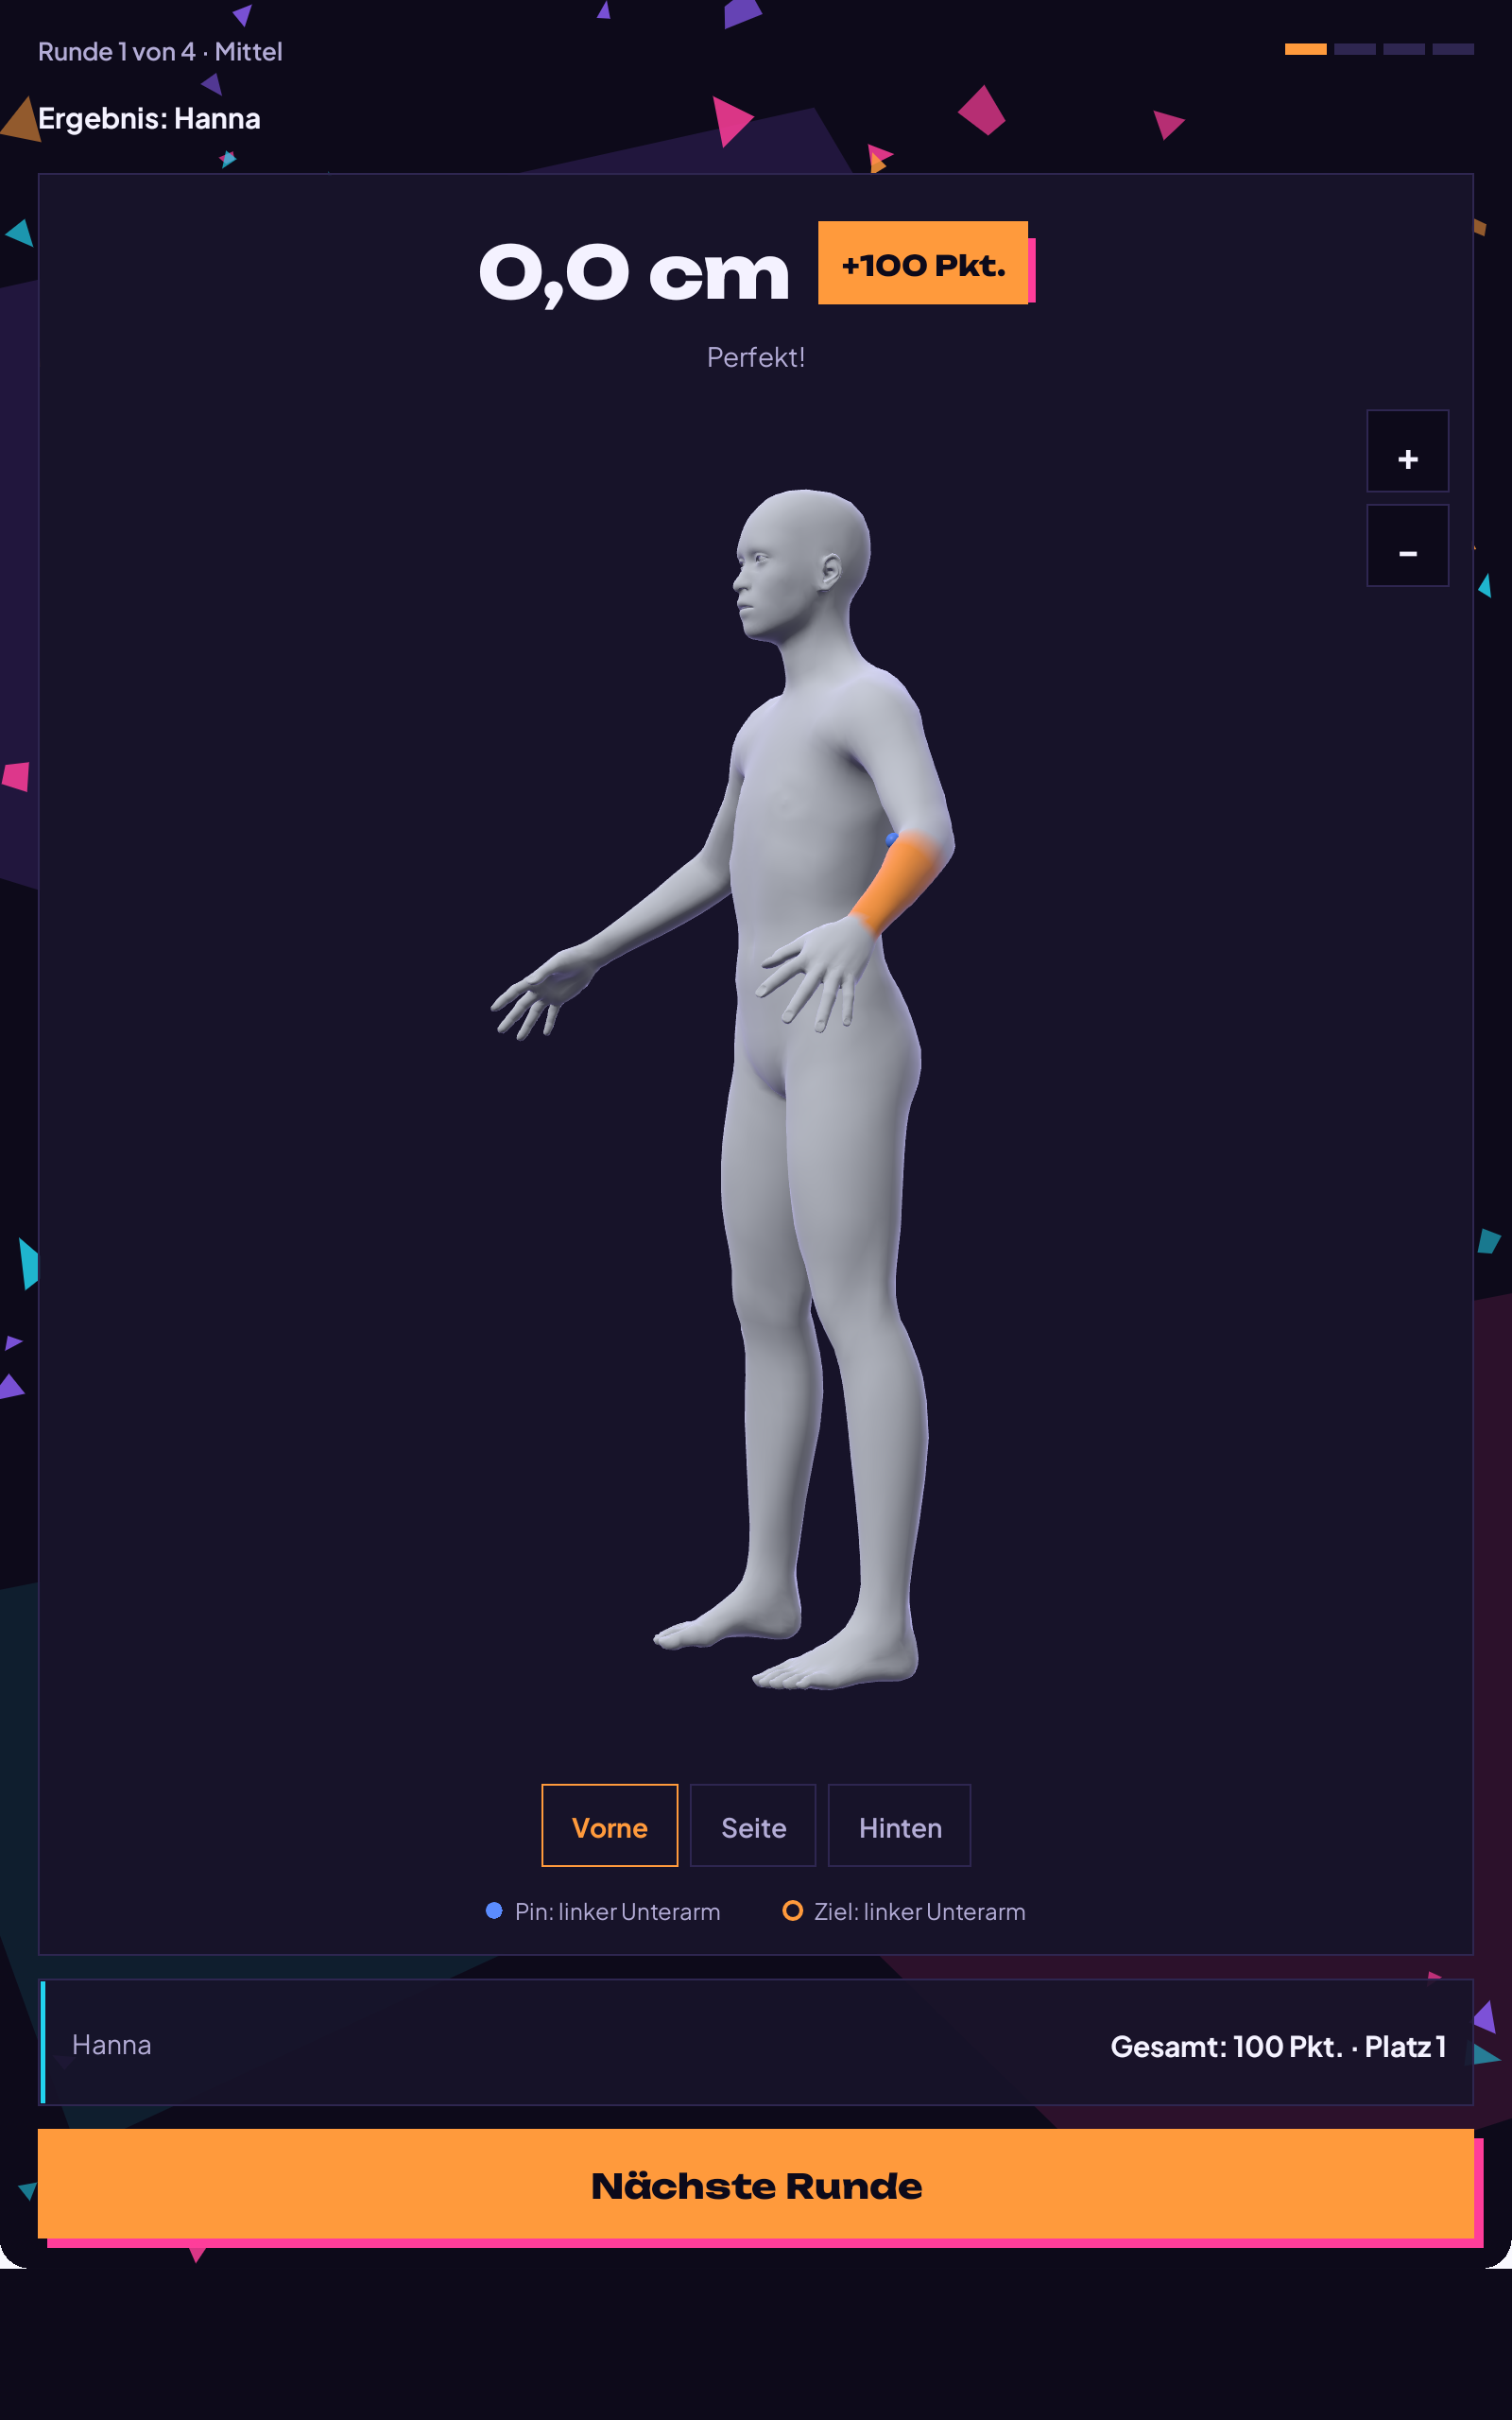 Runde 1 von 4 · Mittel
Ergebnis: Hanna
0,0 cm
+100 Pkt.
Perfekt!
+
−
Vorne
Seite
Hinten
Pin: linker Unterarm
Ziel: linker Unterarm
Hanna
Gesamt: 100 Pkt. · Platz 1
Nächste Runde